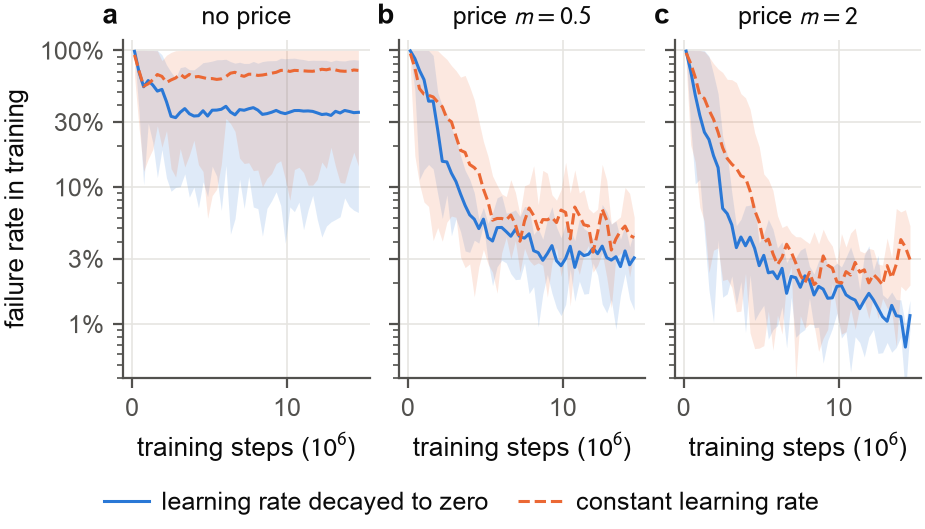 a no price
b price m = 0.5
c price m = 2
failure rate in training
100%
30%
10%
3%
1%
0 10
0 10
0 10
training steps (10⁶)
training steps (10⁶)
training steps (10⁶)
learning rate decayed to zero
constant learning rate